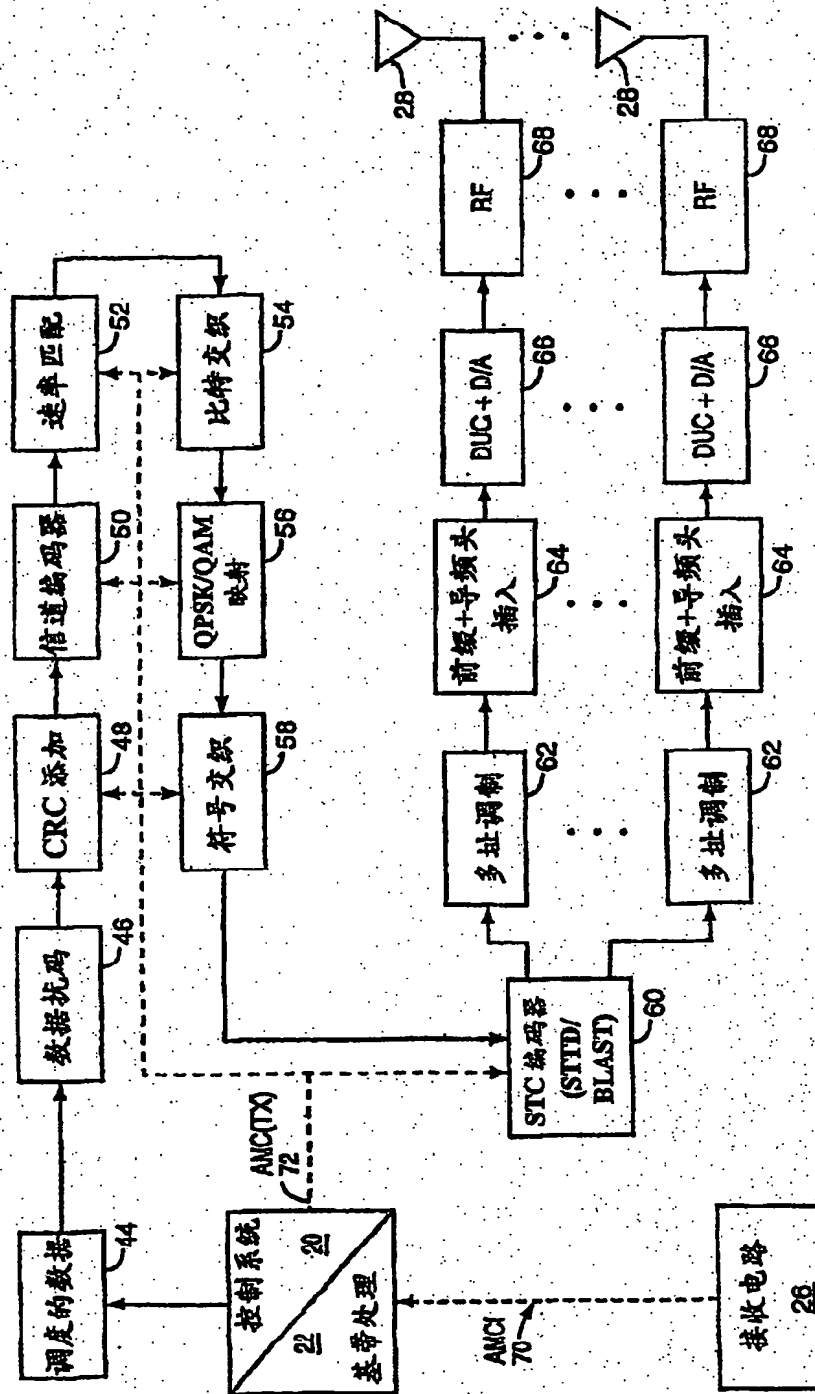 调度的数据
44
数据扰码
46
CRC 添加
48
信道编码器
50
速率匹配
52
比特交织
54
QPSK/QAM
映射
56
符号交织
58
控制系统
20
22
基带处理
AMC(TX)
72
AMCI
70
接收电路
26
STC 编码器
(STTD/
BLAST)
60
多址调制
62
前缀+导频头
插入
64
DUC + D/A
66
RF
68
28
多址调制
62
前缀+导频头
插入
64
DUC + D/A
66
RF
68
28